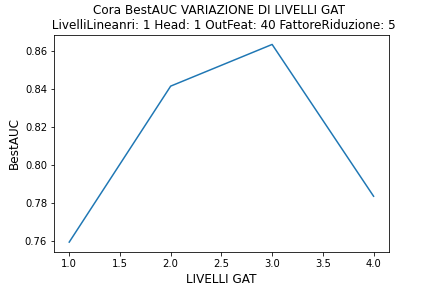 Cora BestAUC VARIAZIONE DI LIVELLI GAT
LivelliLineanri: 1 Head: 1 OutFeat: 40 FattoreRiduzione: 5
0.86
0.84
0.82
0.80
0.78
0.76
BestAUC
1.0 1.5 2.0 2.5 3.0 3.5 4.0
LIVELLI GAT